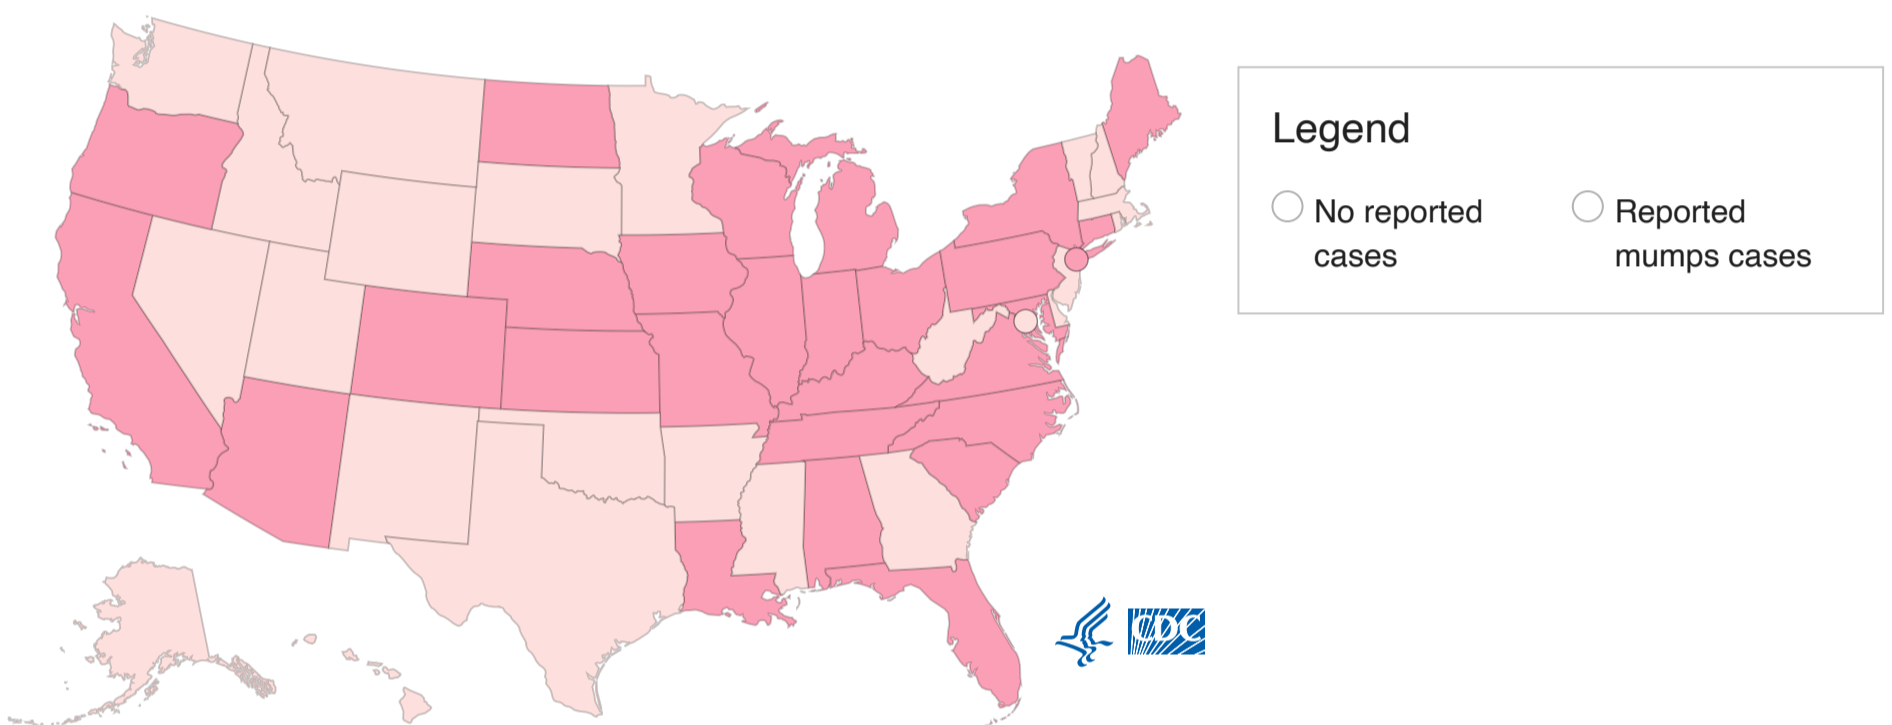 Legend
No reported
cases
Reported
mumps cases
CDC